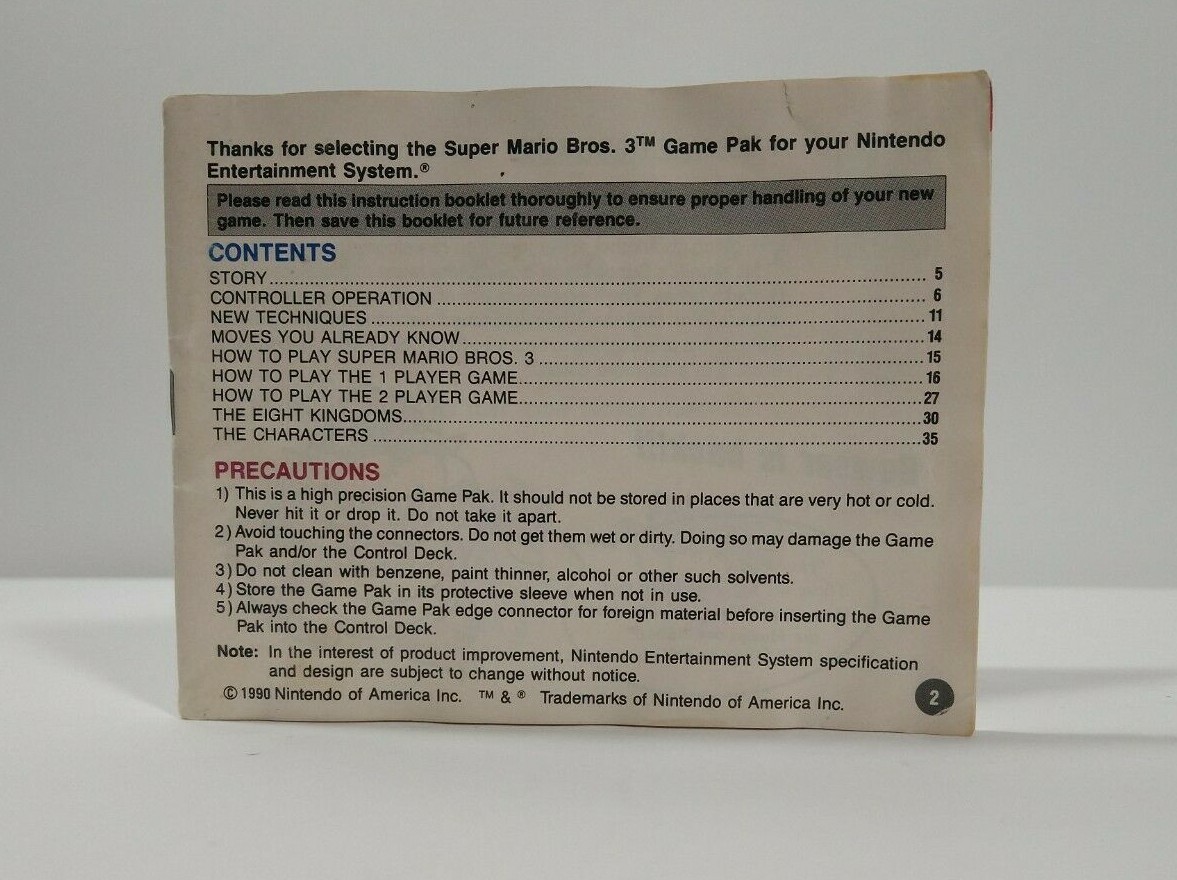 Thanks for selecting the Super Mario Bros. 3™ Game Pak for your Nintendo
Entertainment System.®
Please read this instruction booklet thoroughly to ensure proper handling of your new
game. Then save this booklet for future reference.
CONTENTS
STORY 5
CONTROLLER OPERATION 6
NEW TECHNIQUES 11
MOVES YOU ALREADY KNOW 14
HOW TO PLAY SUPER MARIO BROS. 3 15
HOW TO PLAY THE 1 PLAYER GAME 16
HOW TO PLAY THE 2 PLAYER GAME 27
THE EIGHT KINGDOMS 30
THE CHARACTERS 35
PRECAUTIONS
1) This is a high precision Game Pak. It should not be stored in places that are very hot or cold.
Never hit it or drop it. Do not take it apart.
2) Avoid touching the connectors. Do not get them wet or dirty. Doing so may damage the Game
Pak and/or the Control Deck.
3) Do not clean with benzene, paint thinner, alcohol or other such solvents.
4) Store the Game Pak in its protective sleeve when not in use.
5) Always check the Game Pak edge connector for foreign material before inserting the Game
Pak into the Control Deck.
Note: In the interest of product improvement, Nintendo Entertainment System specification
and design are subject to change without notice.
© 1990 Nintendo of America Inc. ™ & ® Trademarks of Nintendo of America Inc.
2